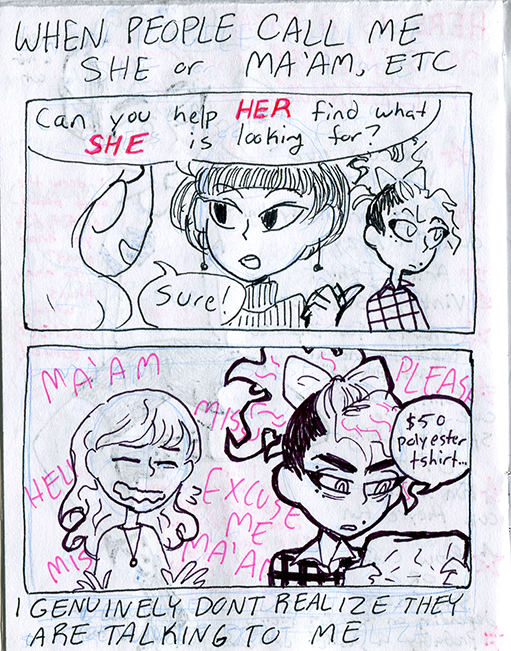 WHEN PEOPLE CALL ME
SHE or MA'AM, ETC
Can you help HER find what
SHE is looking for?
Sure!
MA'AM
PLEASE
MISS
HEL
$50
polyester
tshirt...
EXCUSE
ME
MA'AM
MIS
I GENUINELY DONT REALIZE THEY
ARE TALKING TO ME